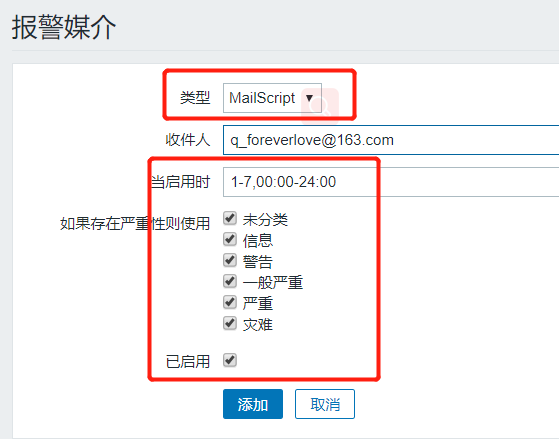 报警媒介
类型 MailScript ▼
收件人 q_foreverlove@163.com
当启用时 1-7,00:00-24:00
如果存在严重性则使用 未分类
信息
警告
一般严重
严重
灾难
已启用
添加 取消